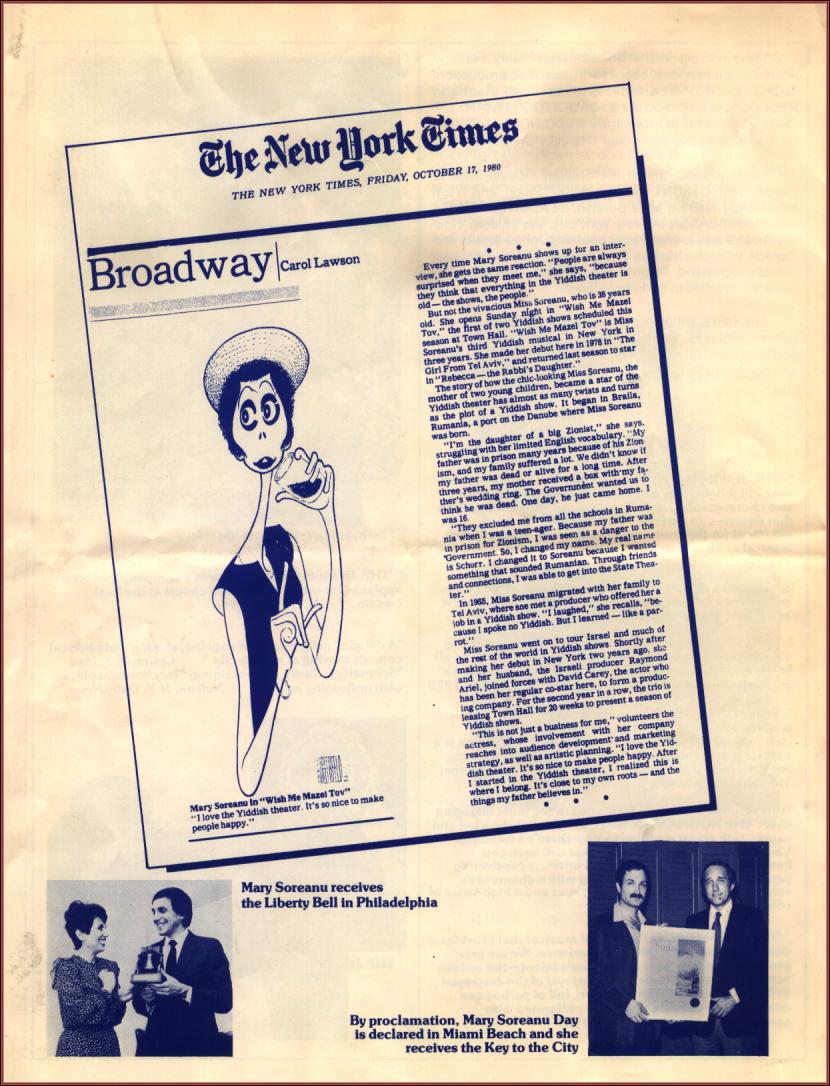 The New York Times
THE NEW YORK TIMES, FRIDAY, OCTOBER 17, 1980
Broadway
Carol Lawson
Mary Soreanu in "Wish Me Mazel Tov"
"I love the Yiddish theater. It's so nice to make
people happy."
• • •
Every time Mary Soreanu shows up for an inter-
view, she gets the same reaction. "People are always
surprised when they meet me," she says, "because
they think that everything in the Yiddish theater is
old — the shows, the people."
But not the vivacious Miss Soreanu, who is 38 years
old. She opens Sunday night in "Wish Me Mazel
Tov," the first of two Yiddish shows scheduled this
season at Town Hall. "Wish Me Mazel Tov" is Miss
Soreanu's third Yiddish musical in New York in
three years. She made her debut here in 1978 in "The
Girl From Tel Aviv," and returned last season to star
in "Rebecca — the Rabbi's Daughter."
The story of how the chic-looking Miss Soreanu, the
mother of two young children, became a star of the
Yiddish theater has almost as many twists and turns
as the plot of a Yiddish show. It began in Braila,
Rumania, a port on the Danube where Miss Soreanu
was born.
"I'm the daughter of a big Zionist," she says,
struggling with her limited English vocabulary. "My
father was in prison many years because of his Zion-
ism, and my family suffered a lot. We didn't know if
my father was dead or alive for a long time. After
three years, my mother received a box with my fa-
ther's wedding ring. The Government wanted us to
think he was dead. One day, he just came home. I
was 16.
"They excluded me from all the schools in Ruma-
nia when I was a teen-ager. Because my father was
in prison for Zionism, I was seen as a danger to the
Government. So, I changed my name. My real name
is Schorr. I changed it to Soreanu because I wanted
something that sounded Rumanian. Through friends
and connections, I was able to get into the State Thea-
ter."
In 1965, Miss Soreanu migrated with her family to
Tel Aviv, where sne met a producer who offered her a
job in a Yiddish show. "I laughed," she recalls, "be-
cause I spoke no Yiddish. But I learned — like a par-
rot."
Miss Soreanu went on to tour Israel and much of
the rest of the world in Yiddish shows. Shortly after
making her debut in New York two years ago, she
and her husband, the Israeli producer Raymond
Ariel, joined forces with David Carey, the actor who
has been her regular co-star here, to form a produc-
ing company. For the second year in a row, the trio is
leasing Town Hall for 20 weeks to present a season of
Yiddish shows.
"This is not just a business for me," volunteers the
actress, whose involvement with her company
reaches into audience development and marketing
strategy, as well as artistic planning. "I love the Yid-
dish theater. It's so nice to make people happy. After
I started in the Yiddish theater, I realized this is
where I belong. It's close to my own roots — and the
things my father believes in."
• • •
Mary Soreanu receives
the Liberty Bell in Philadelphia
By proclamation, Mary Soreanu Day
is declared in Miami Beach and she
receives the Key to the City